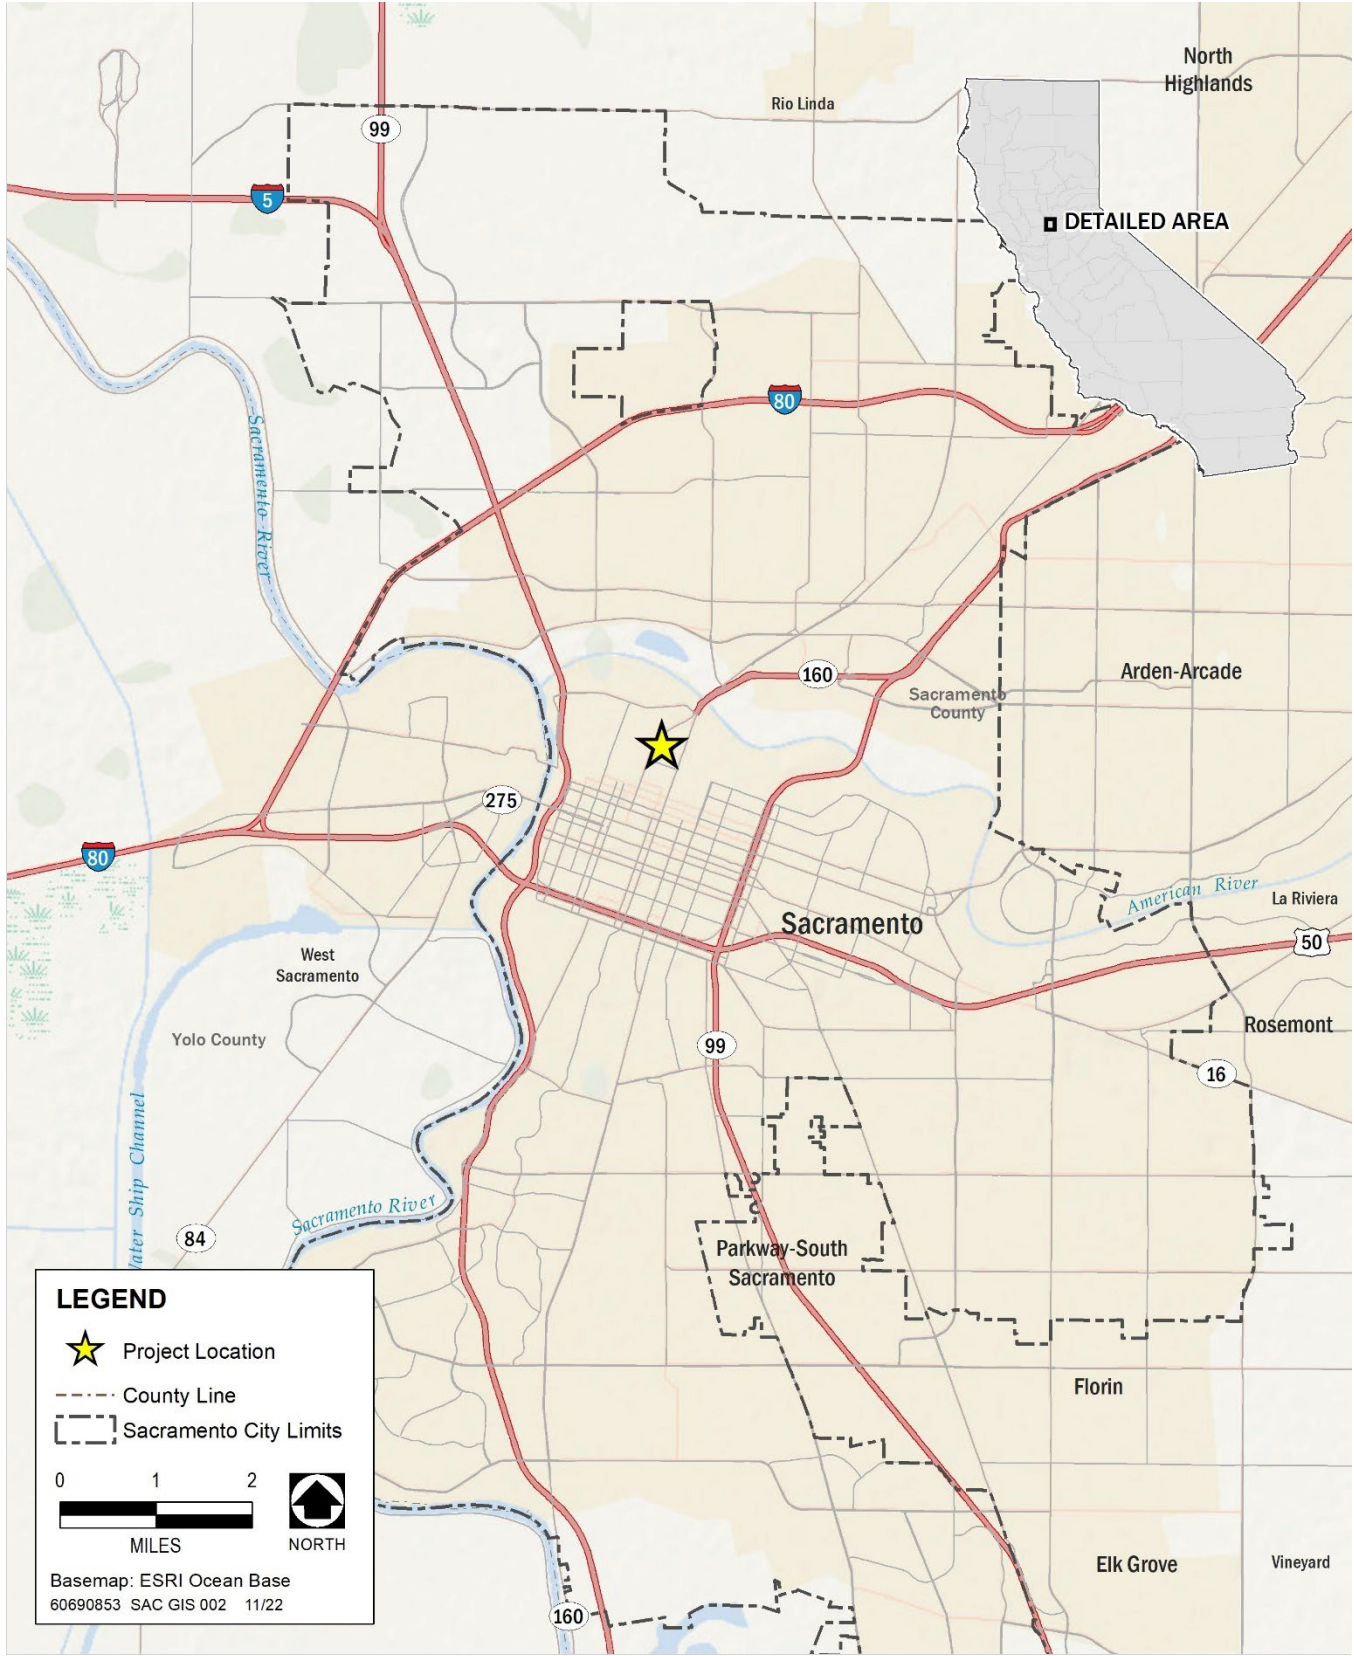 North
Highlands
Rio Linda
99
5
DETAILED AREA
80
Sacramento River
160
Arden-Arcade
Sacramento
County
275
80
American River
La Riviera
Sacramento
50
West
Sacramento
Yolo County
Rosemont
99
16
Water Ship Channel
Sacramento River
84
Parkway-South
Sacramento
LEGEND
Project Location
County Line
Sacramento City Limits
0 1 2
MILES
NORTH
Basemap: ESRI Ocean Base
60690853 SAC GIS 002 11/22
Florin
Elk Grove
Vineyard
160